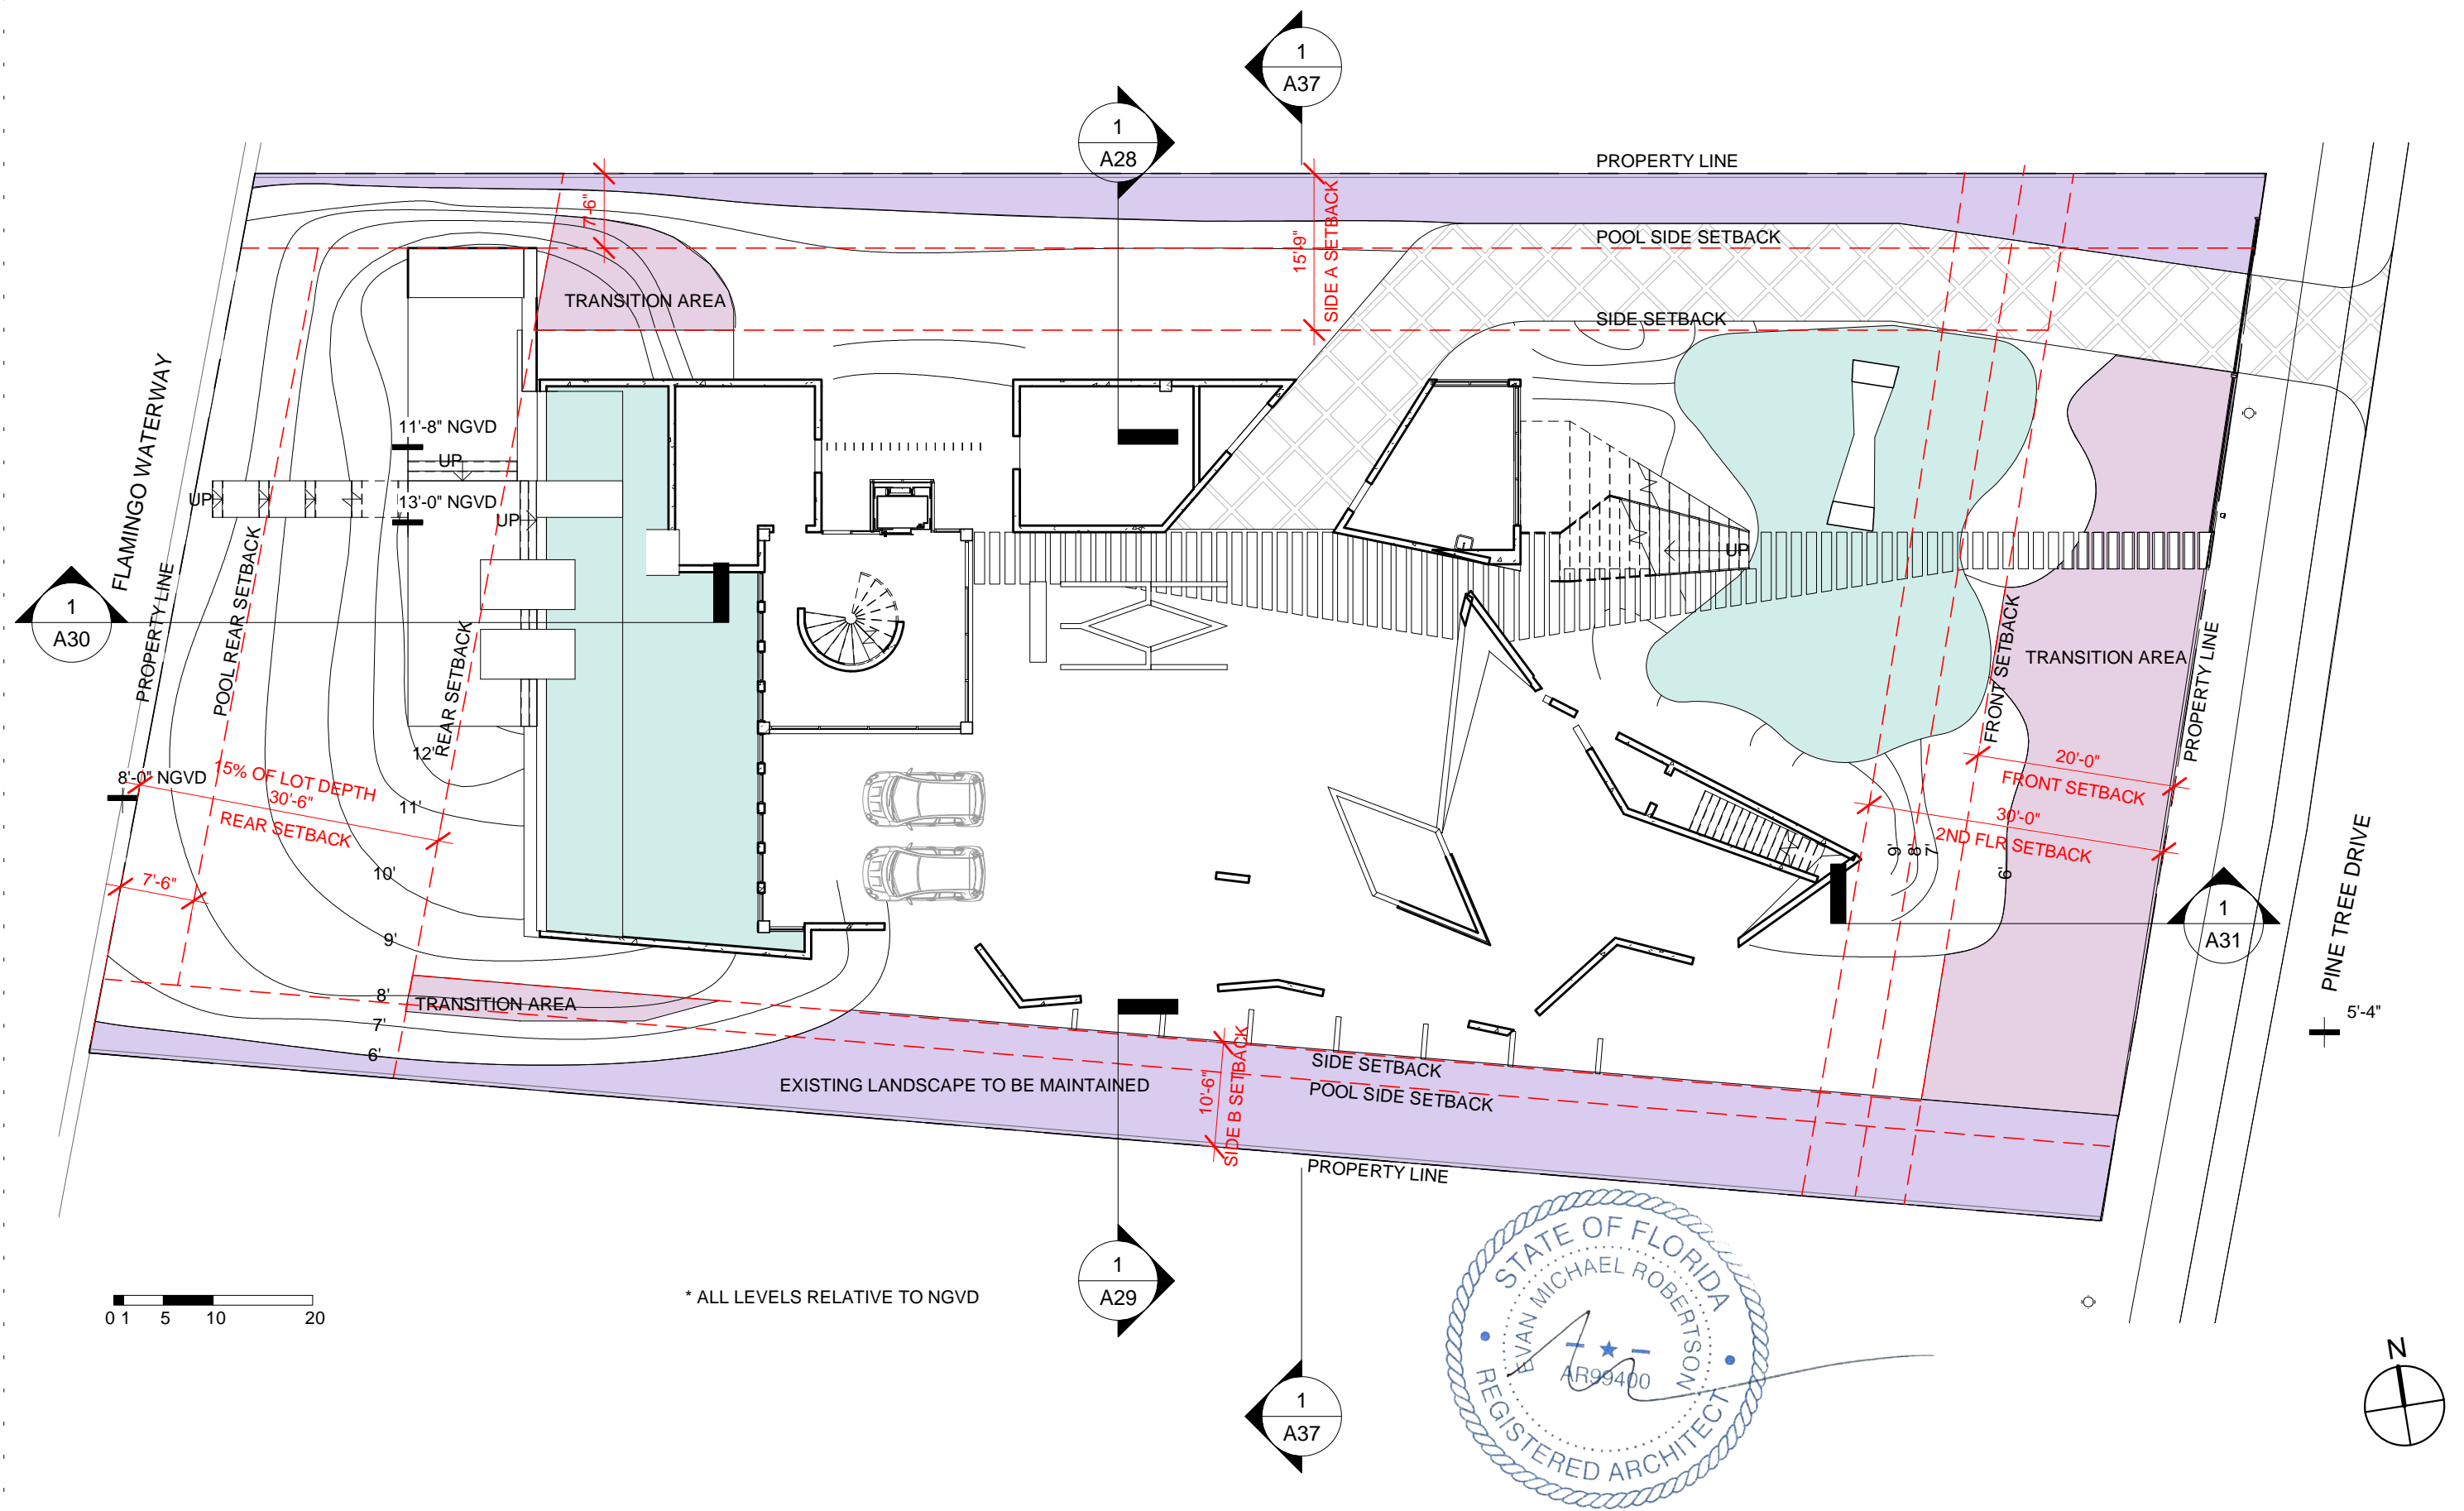 1
A37
1
A28
PROPERTY LINE
7'-6"
15'-9"
SIDE A SETBACK
POOL SIDE SETBACK
TRANSITION AREA
SIDE SETBACK
FLAMINGO WATERWAY
11'-8" NGVD
UP
UP
13'-0" NGVD
UP
UP
1
A30
PROPERTY LINE
POOL REAR SETBACK
REAR SETBACK
FRONT SETBACK
TRANSITION AREA
PROPERTY LINE
12'
8'-0" NGVD
15% OF LOT DEPTH
30'-6"
REAR SETBACK
11'
20'-0"
FRONT SETBACK
30'-0"
2ND FLR SETBACK
9'
8'
7'
6'
10'
7'-6"
9'
1
A31
PINE TREE DRIVE
5'-4"
8'
TRANSITION AREA
7'
6'
EXISTING LANDSCAPE TO BE MAINTAINED
10'-6"
SIDE B SETBACK
SIDE SETBACK
POOL SIDE SETBACK
PROPERTY LINE
1
A29
* ALL LEVELS RELATIVE TO NGVD
0 1 5 10 20
STATE OF FLORIDA
EVAN MICHAEL ROBERTSON
AR99400
REGISTERED ARCHITECT
1
A37
N